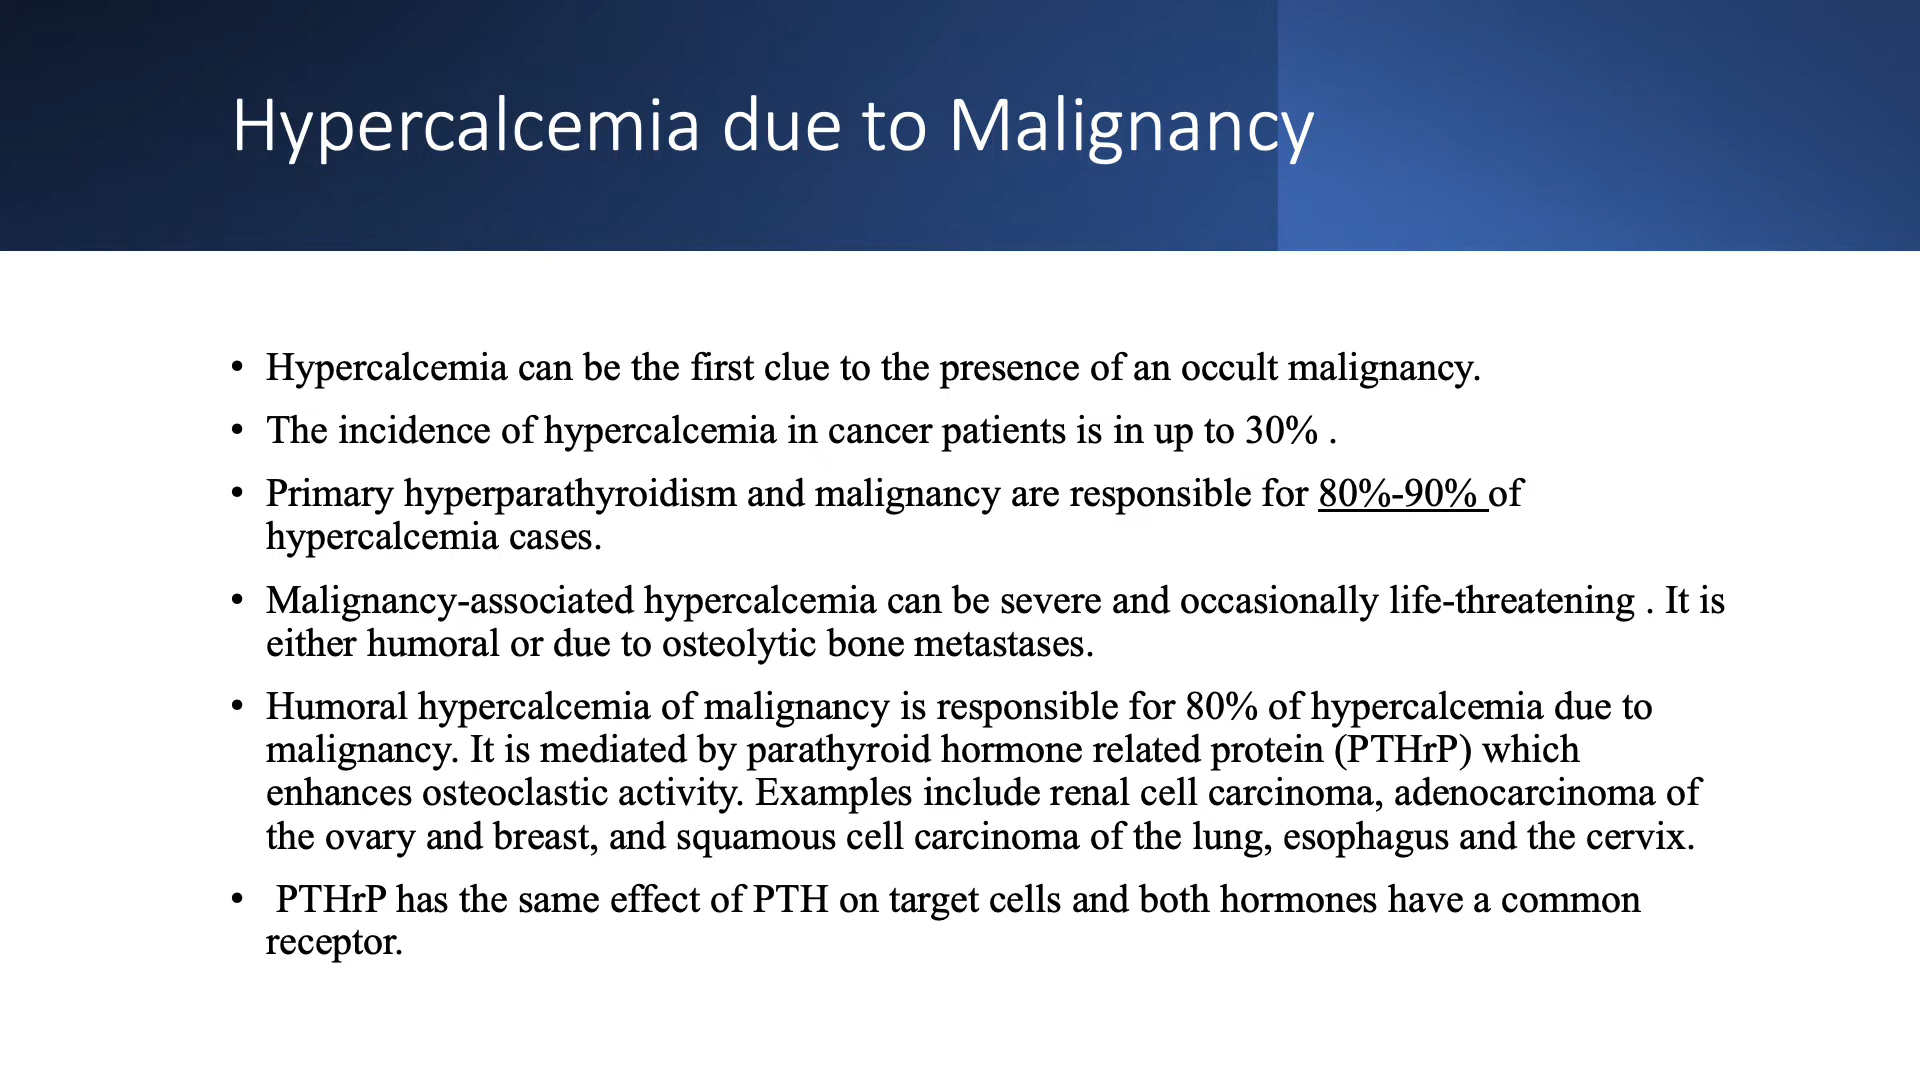 Hypercalcemia due to Malignancy
• Hypercalcemia can be the first clue to the presence of an occult malignancy.
• The incidence of hypercalcemia in cancer patients is in up to 30% .
• Primary hyperparathyroidism and malignancy are responsible for 80%-90% of
hypercalcemia cases.
• Malignancy-associated hypercalcemia can be severe and occasionally life-threatening . It is
either humoral or due to osteolytic bone metastases.
• Humoral hypercalcemia of malignancy is responsible for 80% of hypercalcemia due to
malignancy. It is mediated by parathyroid hormone related protein (PTHrP) which
enhances osteoclastic activity. Examples include renal cell carcinoma, adenocarcinoma of
the ovary and breast, and squamous cell carcinoma of the lung, esophagus and the cervix.
• PTHrP has the same effect of PTH on target cells and both hormones have a common
receptor.